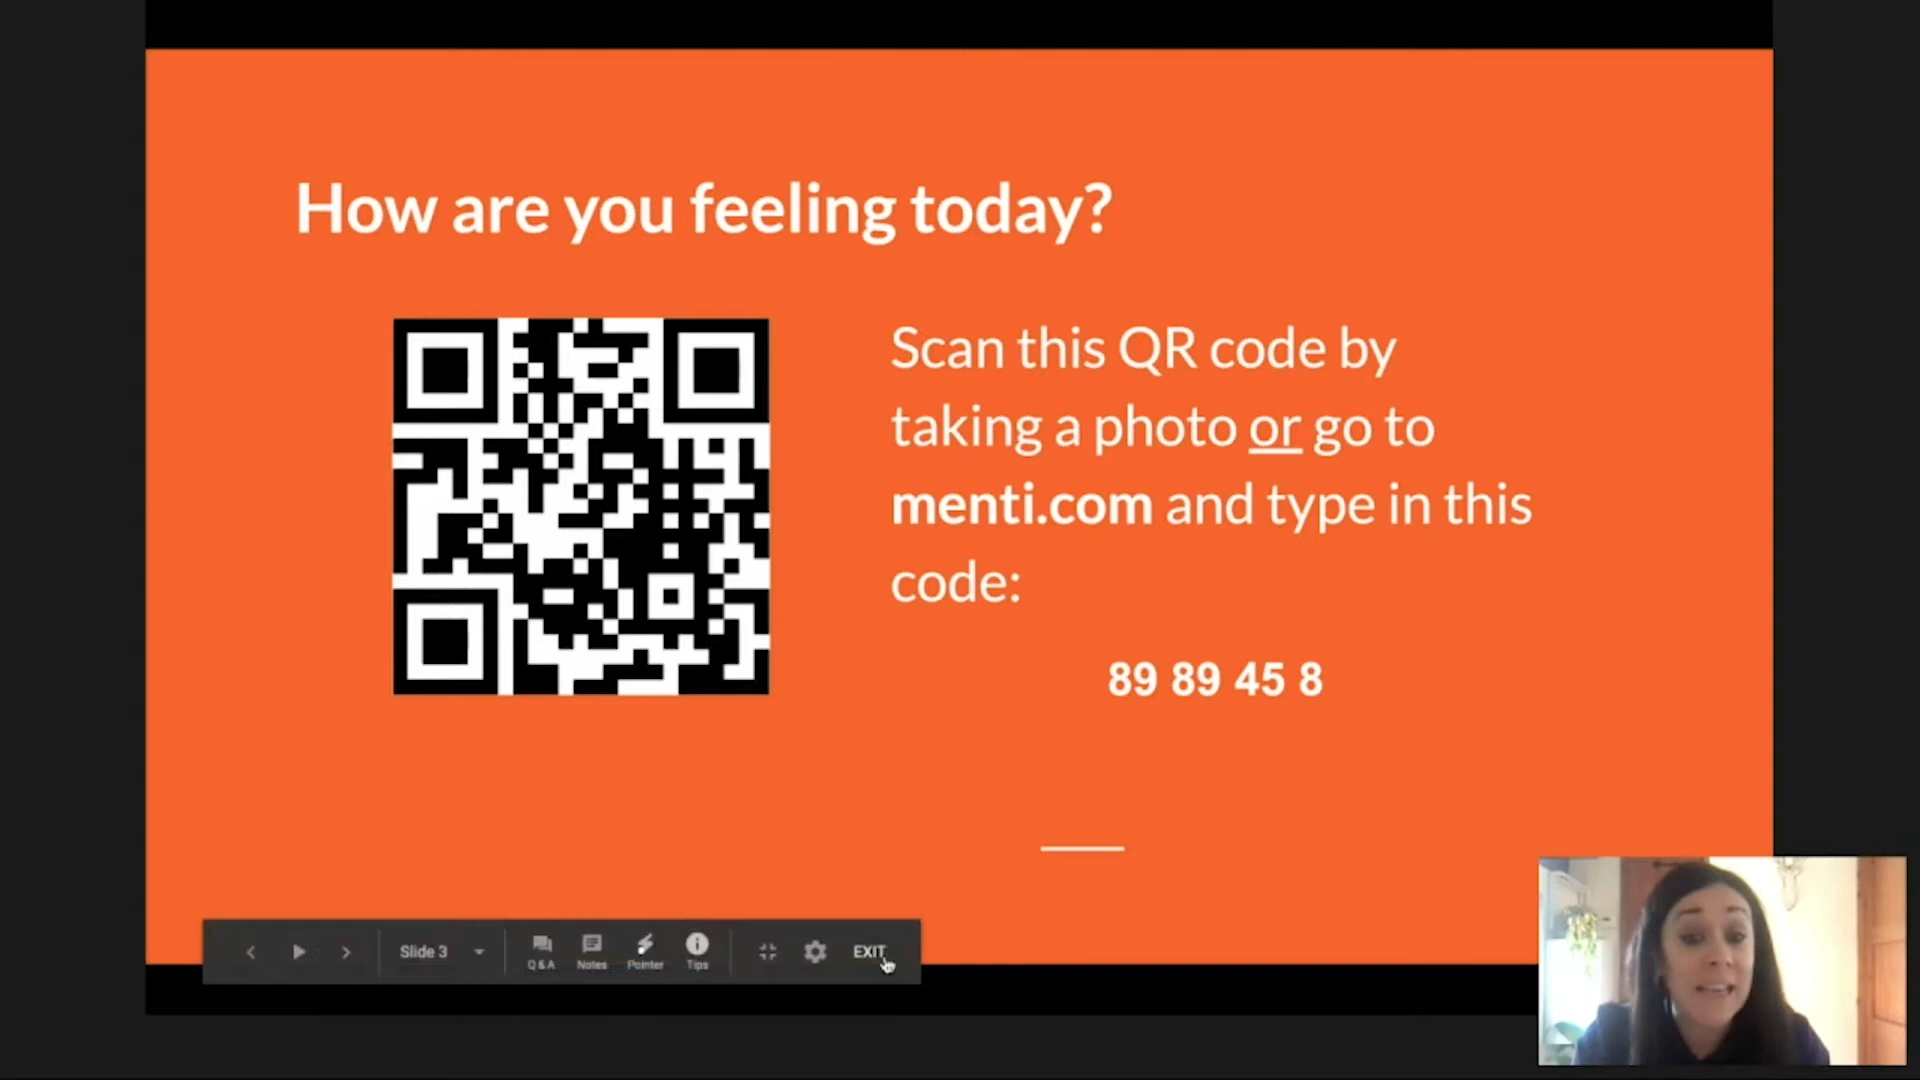 How are you feeling today?
Scan this QR code by
taking a photo or go to
menti.com and type in this
code:
89 89 45 8
Slide 3
Q & A
Notes
Pointer
Tips
EXIT